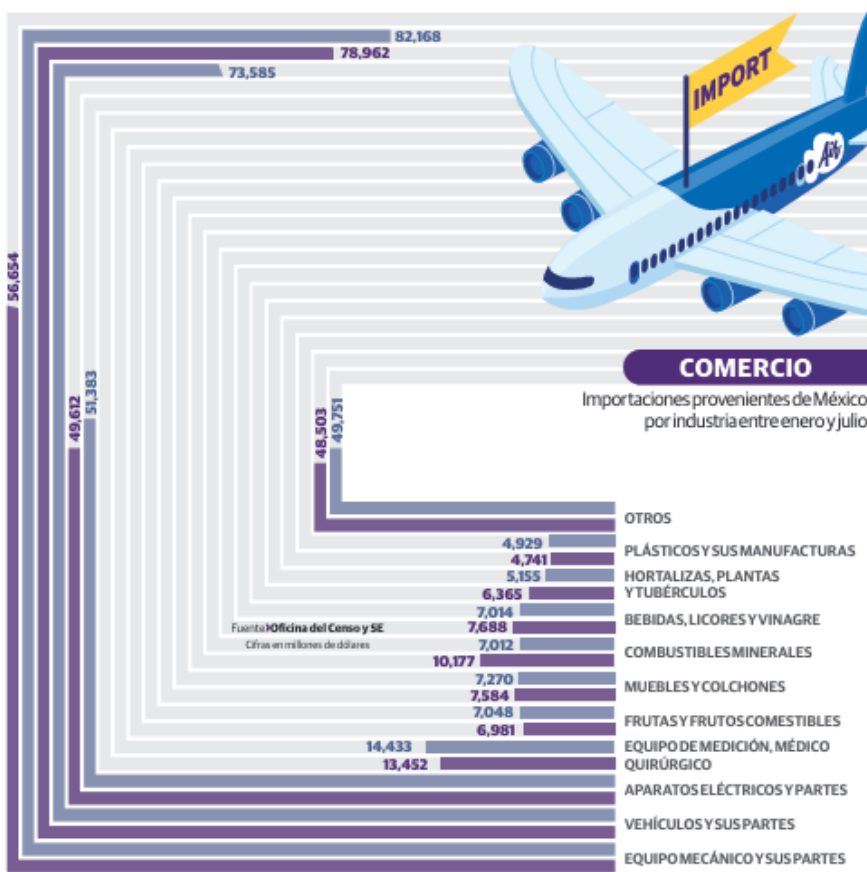 82,168
78,962
73,585
IMPORT
Air
56,654
49,612
51,383
48,503
49,751
COMERCIO
Importaciones provenientes de México
por industria entre enero y julio
OTROS
4,929
4,741
PLÁSTICOS Y SUS MANUFACTURAS
5,155
6,365
HORTALIZAS, PLANTAS
Y TUBÉRCULOS
7,014
7,688
BEBIDAS, LICORES Y VINAGRE
Fuente: Oficina del Censo y SE
Cifras en millones de dólares
7,012
10,177
COMBUSTIBLES MINERALES
7,270
7,584
MUEBLES Y COLCHONES
7,048
6,981
FRUTAS Y FRUTOS COMESTIBLES
14,433
13,452
EQUIPO DE MEDICIÓN, MÉDICO
QUIRÚRGICO
APARATOS ELÉCTRICOS Y PARTES
VEHÍCULOS Y SUS PARTES
EQUIPO MECÁNICO Y SUS PARTES